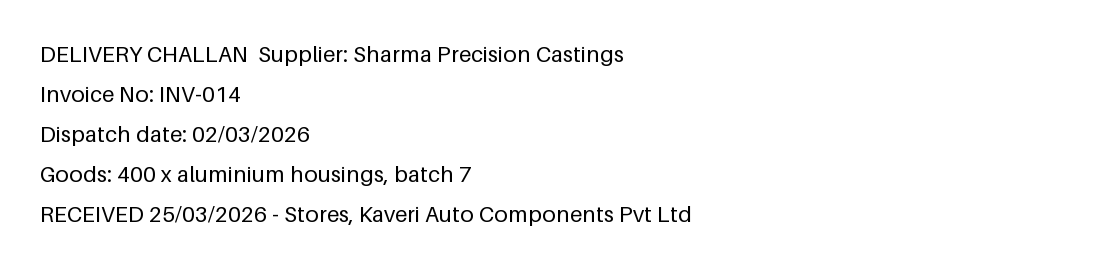 DELIVERY CHALLAN  Supplier: Sharma Precision Castings
Invoice No: INV-014
Dispatch date: 02/03/2026
Goods: 400 x aluminium housings, batch 7
RECEIVED 25/03/2026 - Stores, Kaveri Auto Components Pvt Ltd